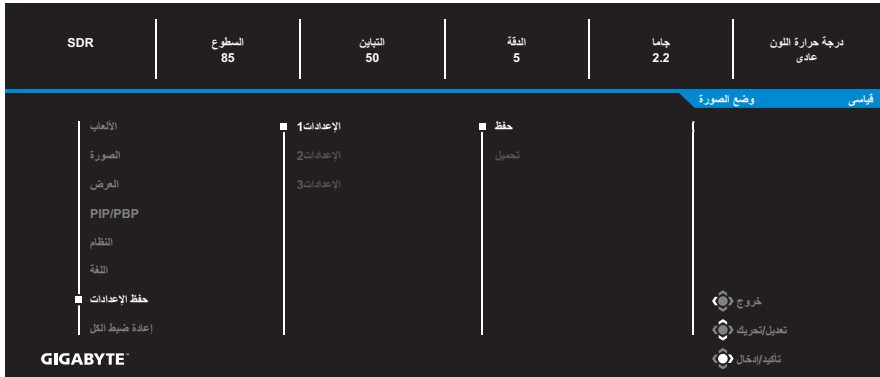 SDR
السطوع
85
التباين
50
الدقة
5
جاما
2.2
درجة حرارة اللون
عادى
قياسى
وضع الصورة
الألعاب
الصورة
العرض
PIP/PBP
النظام
اللغة
حفظ الإعدادات
إعادة ضبط الكل
الإعدادات1
الإعدادات2
الإعدادات3
حفظ
تحميل
خروج
تعديل/تحريك
تأكيد/إدخال
GIGABYTE™